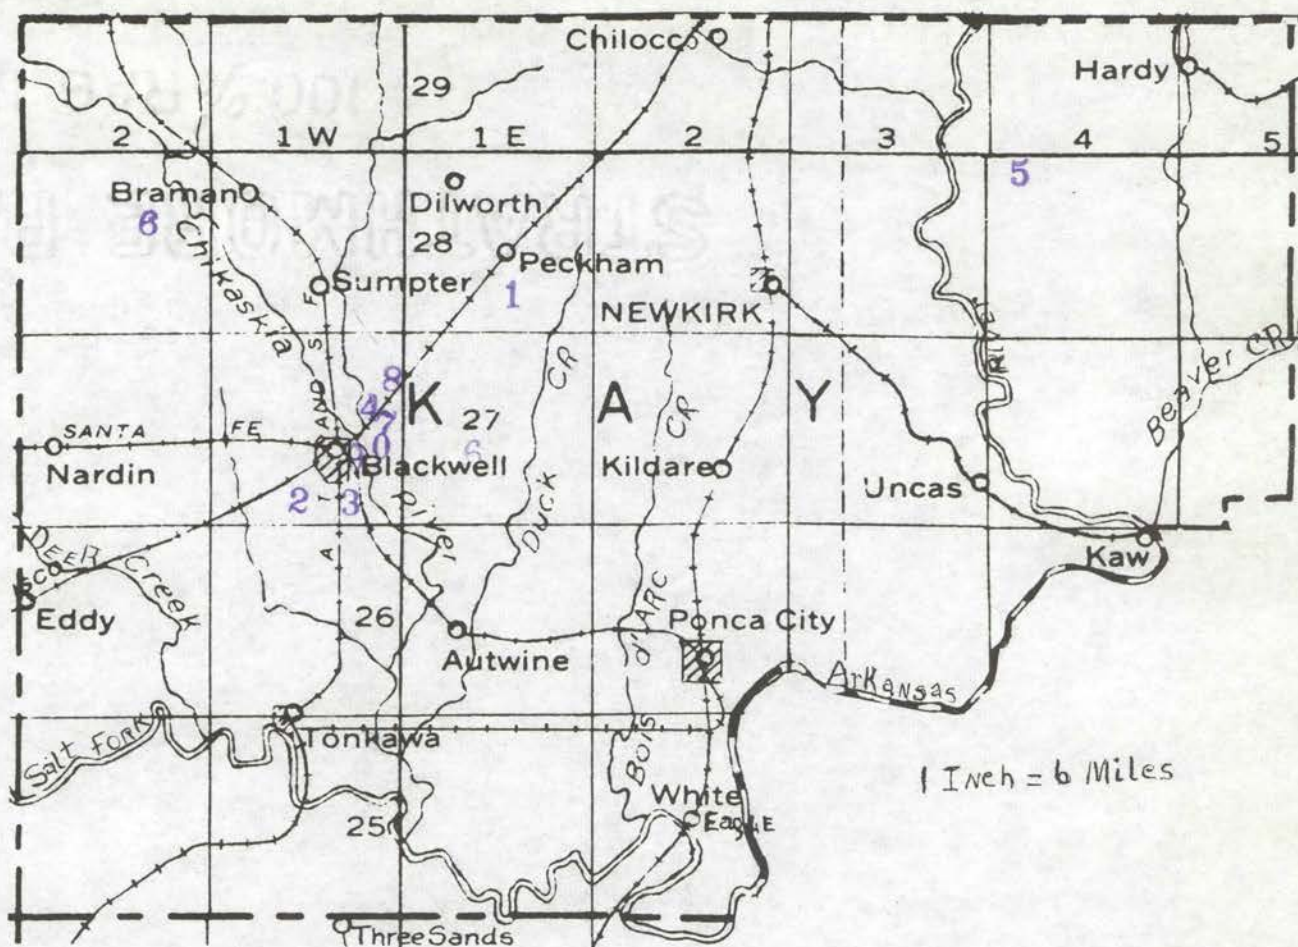 Chilocco
Hardy
29
2
1 W
1 E
2
3
4
5
5
Braman
Dilworth
6
28
Chikaskia
Peckham
Sumpter
1
NEWKIRK
S. F.
RIVER
Beaver CR
8
4
K
A
Y
7
27
CR
CR
AND
SANTA FE
0
6
Nardin
Blackwell
Kildare
Uncas
2
3
River
Duck
Deer Creek
Kaw
A
Eddy
26
d'ARC
Ponca City
Autwine
Arkansas
Salt Fork
Tonkawa
Bois
1 Inch = 6 Miles
White
Eagle
25
Three Sands